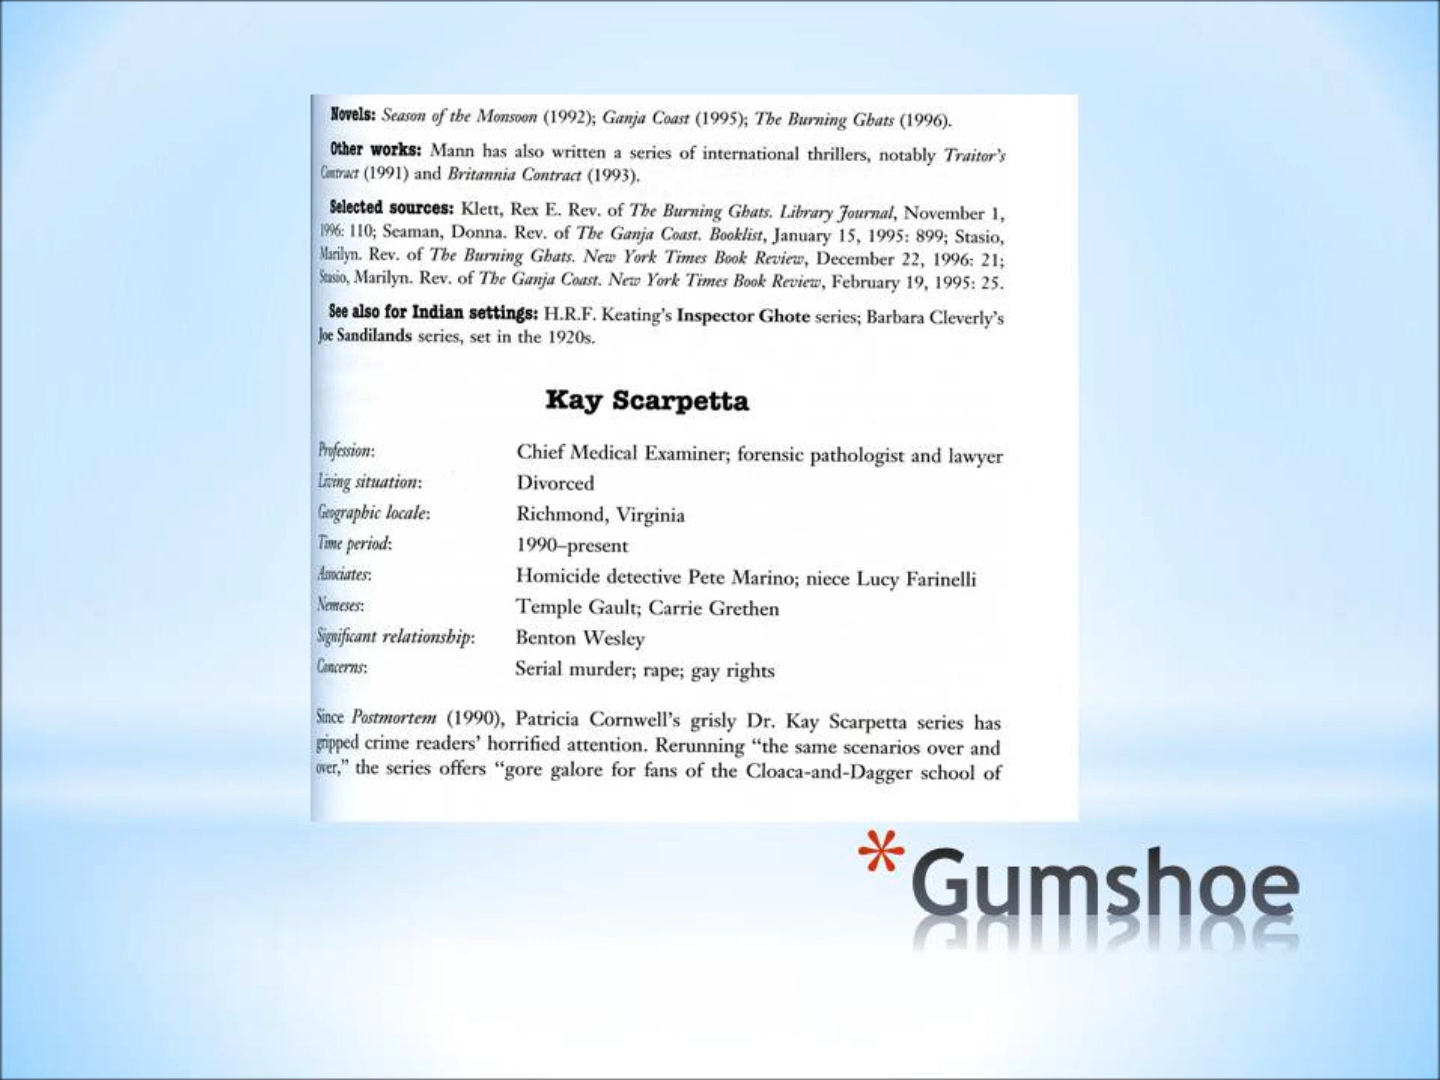 Novels: Season of the Monsoon (1992); Ganja Coast (1995); The Burning Ghats (1996).
Other works: Mann has also written a series of international thrillers, notably Traitor's
Contract (1991) and Britannia Contract (1993).
Selected sources: Klett, Rex E. Rev. of The Burning Ghats. Library Journal, November 1,
1996: 110; Seaman, Donna. Rev. of The Ganja Coast. Booklist, January 15, 1995: 899; Stasio,
Marilyn. Rev. of The Burning Ghats. New York Times Book Review, December 22, 1996: 21;
Stasio, Marilyn. Rev. of The Ganja Coast. New York Times Book Review, February 19, 1995: 25.
See also for Indian settings: H.R.F. Keating's Inspector Ghote series; Barbara Cleverly's
Joe Sandilands series, set in the 1920s.
Kay Scarpetta
Profession: Chief Medical Examiner; forensic pathologist and lawyer
Living situation: Divorced
Geographic locale: Richmond, Virginia
Time period: 1990–present
Associates: Homicide detective Pete Marino; niece Lucy Farinelli
Nemeses: Temple Gault; Carrie Grethen
Significant relationship: Benton Wesley
Concerns: Serial murder; rape; gay rights
Since Postmortem (1990), Patricia Cornwell's grisly Dr. Kay Scarpetta series has
gripped crime readers' horrified attention. Rerunning "the same scenarios over and
over," the series offers "gore galore for fans of the Cloaca-and-Dagger school of
*Gumshoe